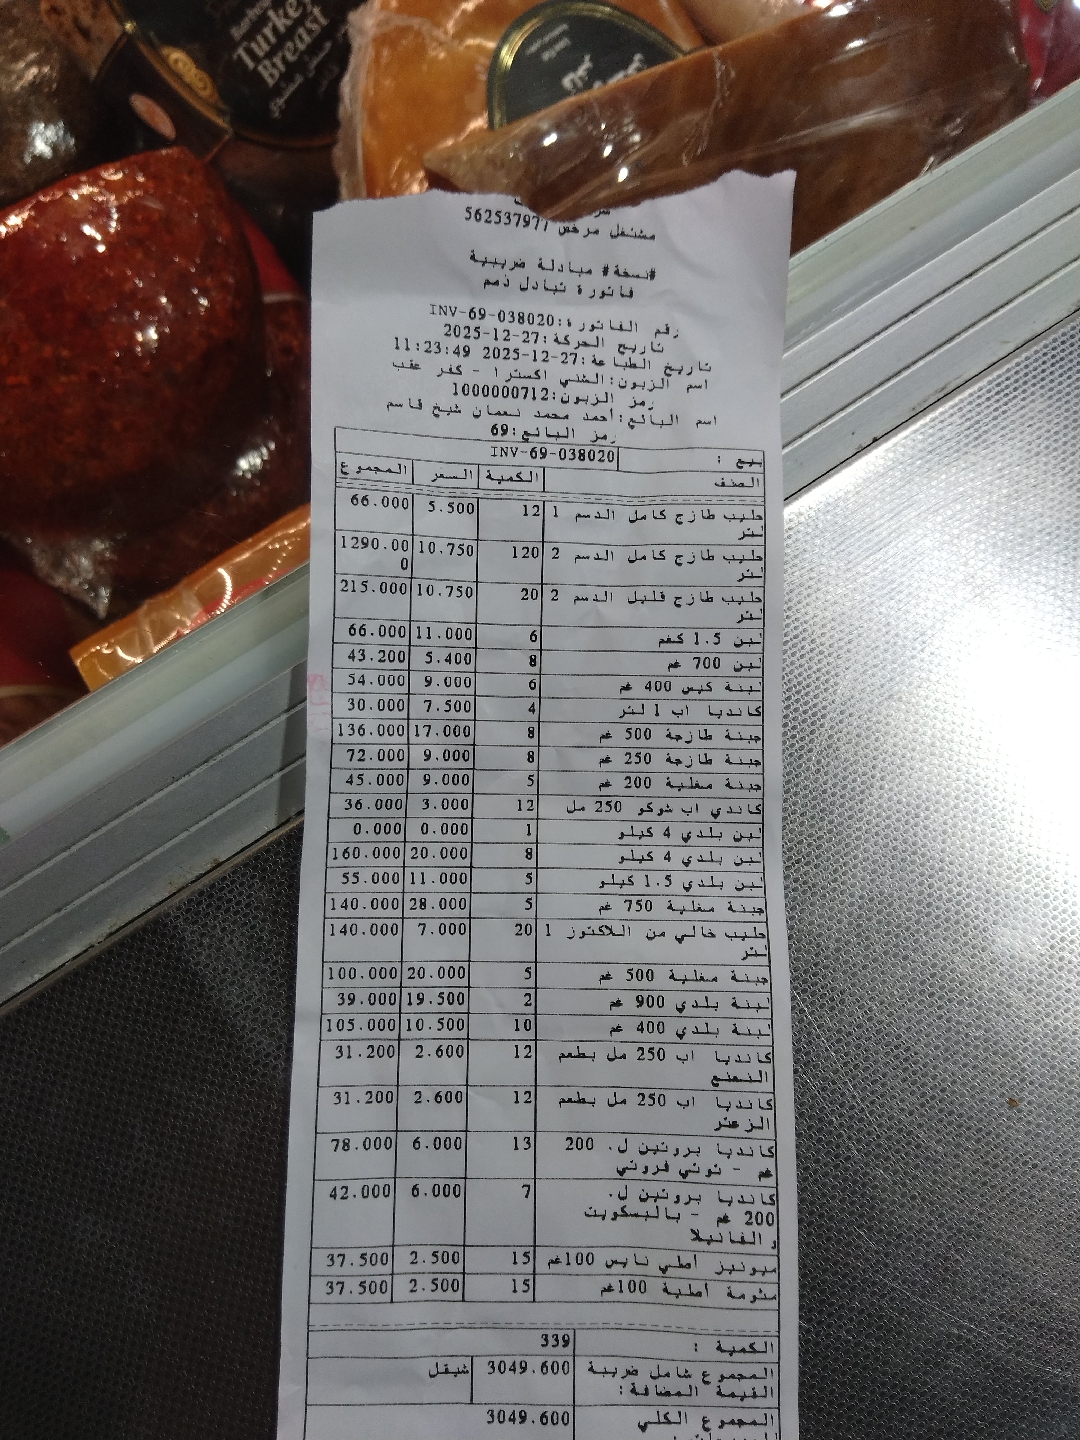 Turkey
Breast
مشتغل مرخص 562537971
#نسخة# مبادلة ضريبية
فاتورة تبادل ذمم
رقم الفاتورة:INV-69-038020
تاريخ الحركة:2025-12-27
تاريخ الطباعة:2025-12-27 11:23:49
اسم الزبون:الشني اكسترا - كفر عقب
رمز الزبون:1000000712
اسم البائع:أحمد محمد نعمان شيخ قاسم
رمز البائع:69
بيع : INV-69-038020
الصنف الكمية السعر المجموع
حليب طازج كامل الدسم 1 12 5.500 66.000
لتر
حليب طازج كامل الدسم 2 120 10.750 1290.00
لتر 0
حليب طازج قليل الدسم 2 20 10.750 215.000
لتر
لبن 1.5 كغم 6 11.000 66.000
لبن 700 غم 8 5.400 43.200
لبنة كيس 400 غم 6 9.000 54.000
كانديا اب 1 لتر 4 7.500 30.000
جبنة طازجة 500 غم 8 17.000 136.000
جبنة طازجة 250 غم 8 9.000 72.000
جبنة مغلية 200 غم 5 9.000 45.000
كاندي اب شوكو 250 مل 12 3.000 36.000
لبن بلدي 4 كيلو 1 0.000 0.000
لبن بلدي 4 كيلو 8 20.000 160.000
لبن بلدي 1.5 كيلو 5 11.000 55.000
جبنة مغلية 750 غم 5 28.000 140.000
حليب خالي من اللاكتوز 1 20 7.000 140.000
لتر
جبنة مغلية 500 غم 5 20.000 100.000
لبنة بلدي 900 غم 2 19.500 39.000
لبنة بلدي 400 غم 10 10.500 105.000
كانديا اب 250 مل بطعم 12 2.600 31.200
النعنع
كانديا اب 250 مل بطعم 12 2.600 31.200
الزعتر
كانديا بروتين ل. 200 13 6.000 78.000
غم - توتي فروتي
كانديا بروتين ل. 7 6.000 42.000
200 غم - بالبسكويت
والفانيلا
ميونيز أطي نايس 100غم 15 2.500 37.500
مثومة أطية 100غم 15 2.500 37.500
الكمية : 339
المجموع شامل ضريبة 3049.600 شيقل
القيمة المضافة:
المجموع الكلي 3049.600